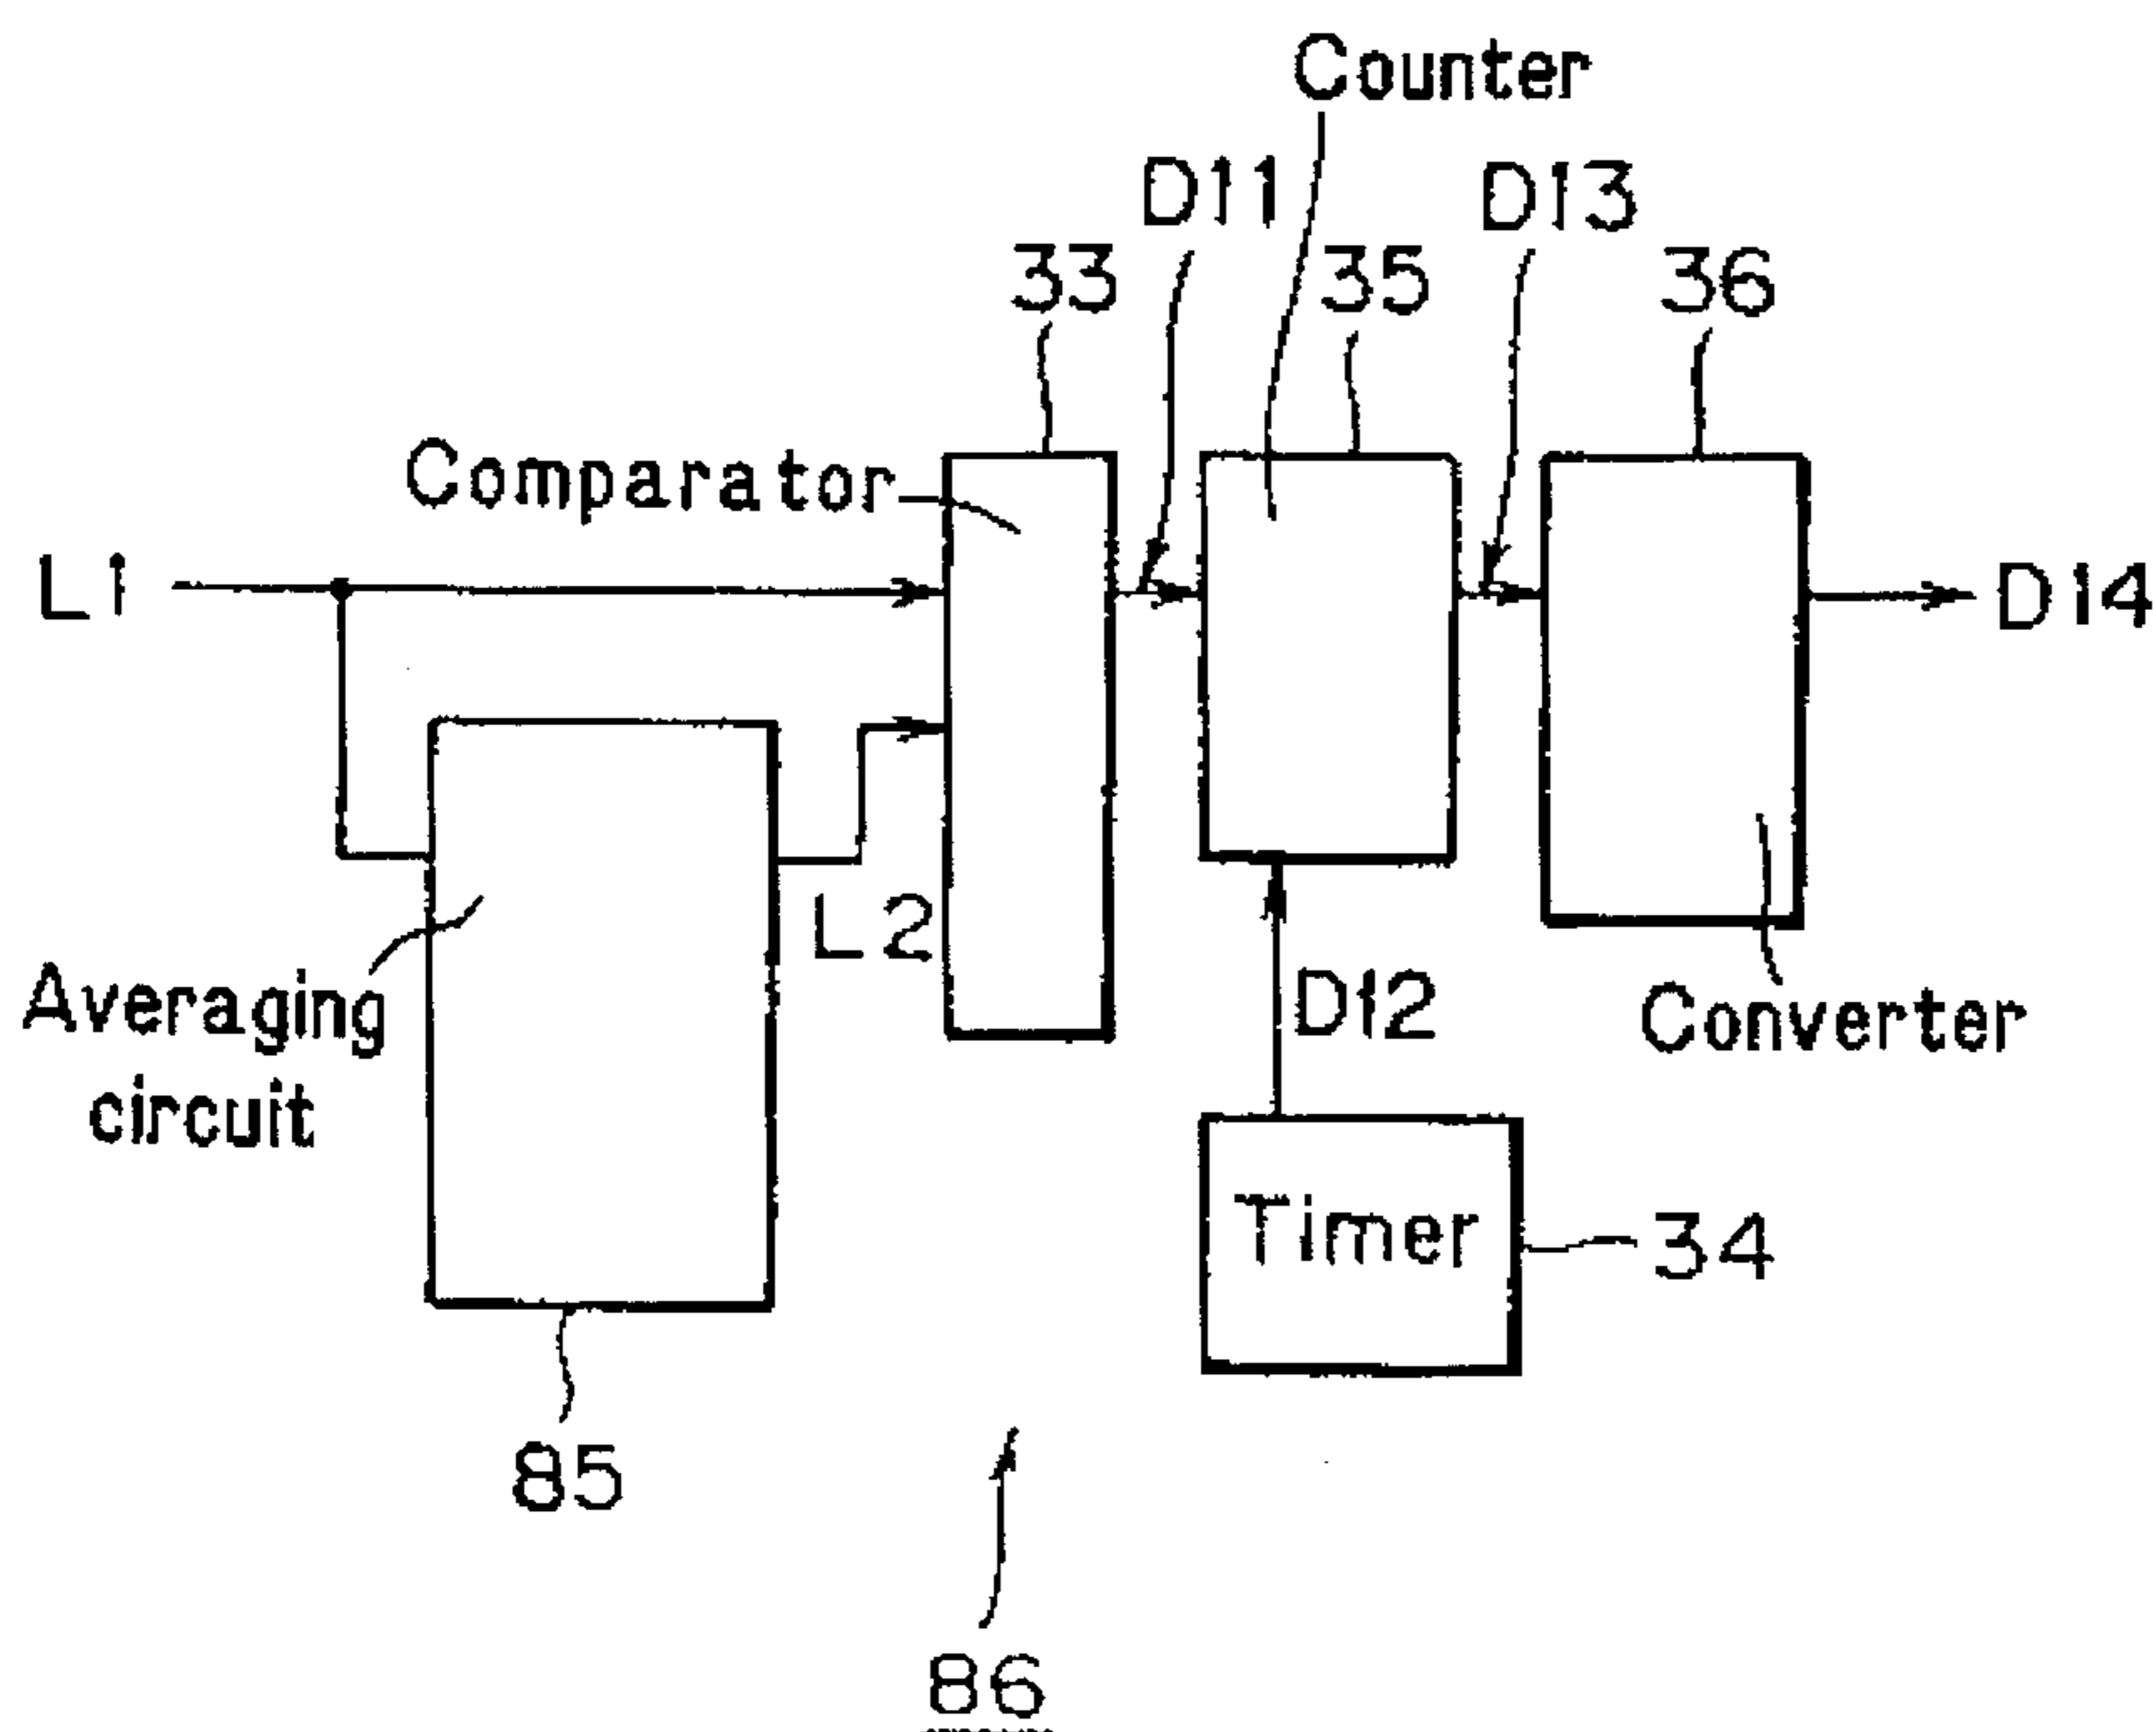 Counter
D11
D13
33
35
36
Comparator
L1
D14
L2
Averaging
circuit
D12
Converter
Timer
34
85
86